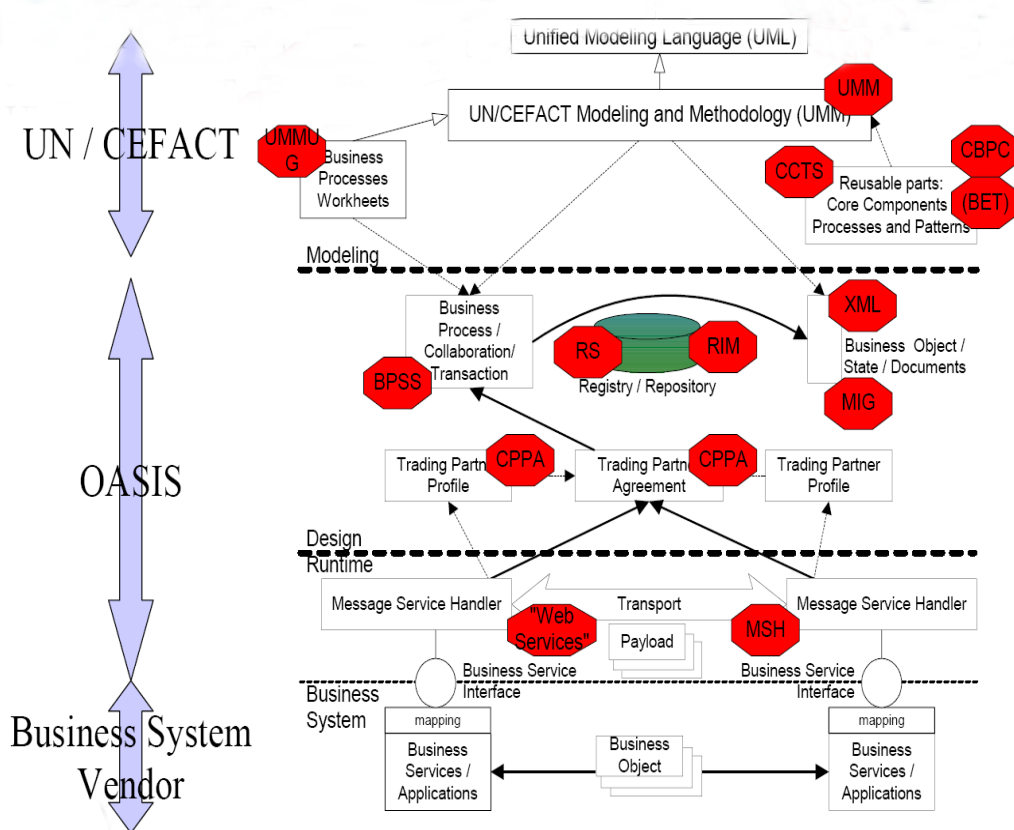 Unified Modeling Language (UML)
UN/CEFACT Modeling and Methodology (UMM)
UMM
UN / CEFACT
UMMU
G
Business
Processes
Workheets
CCTS
CBPC
(BET)
Reusable parts:
Core Components
Processes and Patterns
Modeling
Business
Process /
Collaboration/
Transaction
BPSS
RS
RIM
Registry / Repository
XML
Business Object /
State / Documents
MIG
OASIS
Trading Partn
Profile
CPPA
Trading Partne
Agreement
CPPA
Trading Partner
Profile
Design
Runtime
Message Service Handler
Transport
Message Service Handler
"Web
Services"
MSH
Payload
Business Service
Interface
Business Service
Interface
Business
System
Business System
Vendor
mapping
Business
Services /
Applications
Business
Object
mapping
Business
Services /
Applications